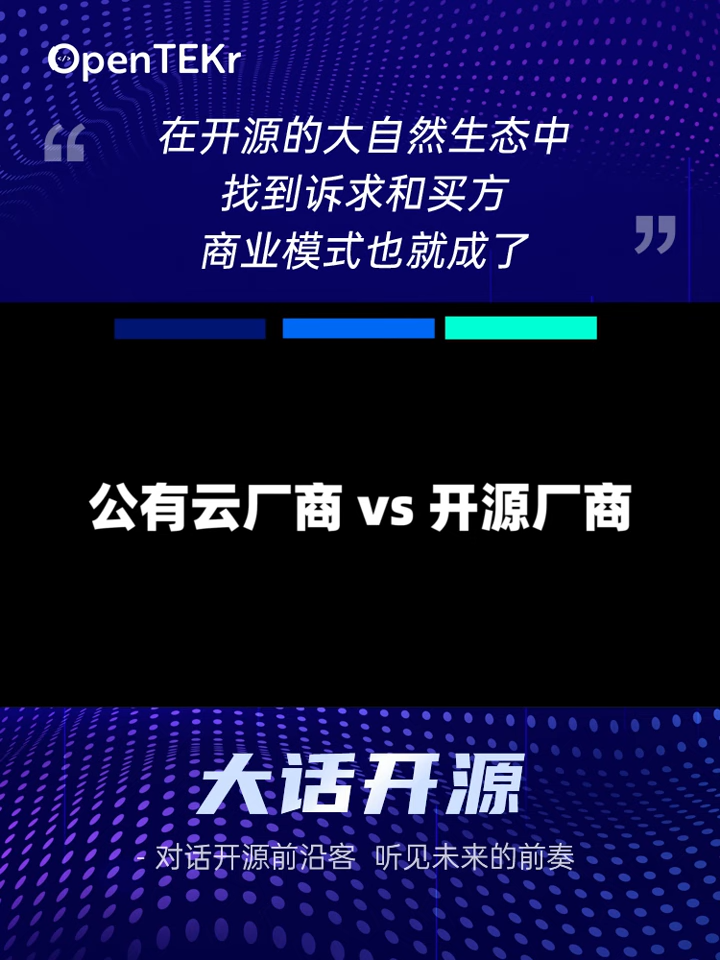 OpenTEKr
“
在开源的大自然生态中
找到诉求和买方
商业模式也就成了
”
公有云厂商 vs 开源厂商
大话开源
- 对话开源前沿客 听见未来的前奏